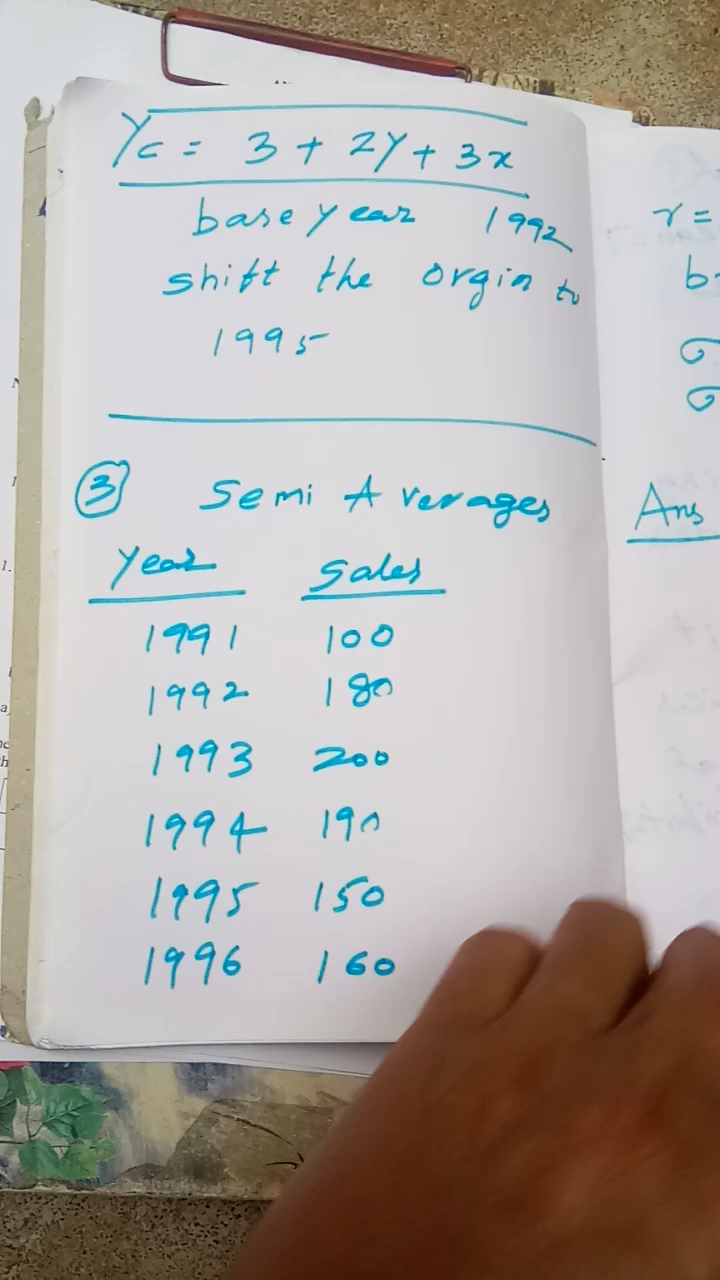 Yc = 3 + 2Y + 3x
base year 1992
shift the orgin to
1995
③ Semi Averages
Year Sales
1991 100
1992 180
1993 200
1994 190
1995 150
1996 160
r =
b-
σ
σ
Ans